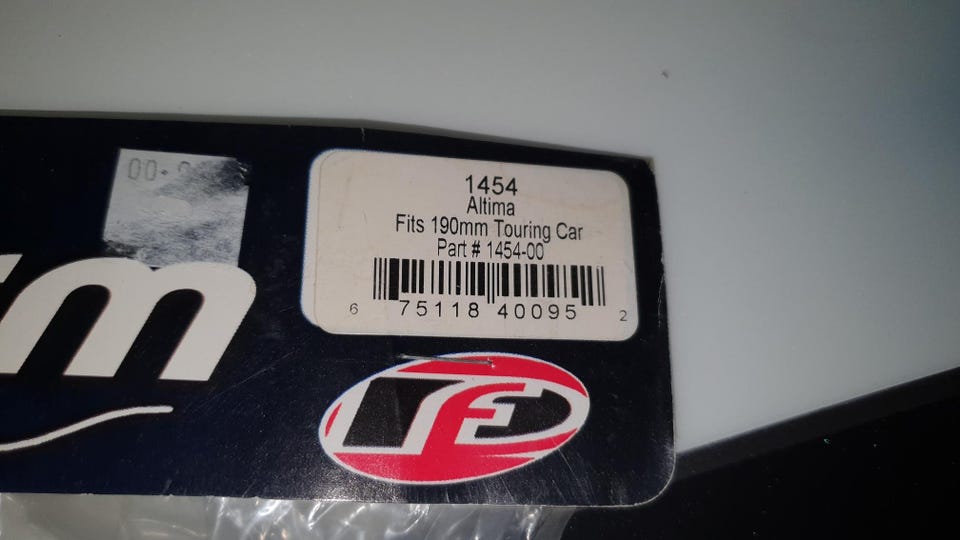 1454
Altima
Fits 190mm Touring Car
Part # 1454-00
6 75118 40095 2